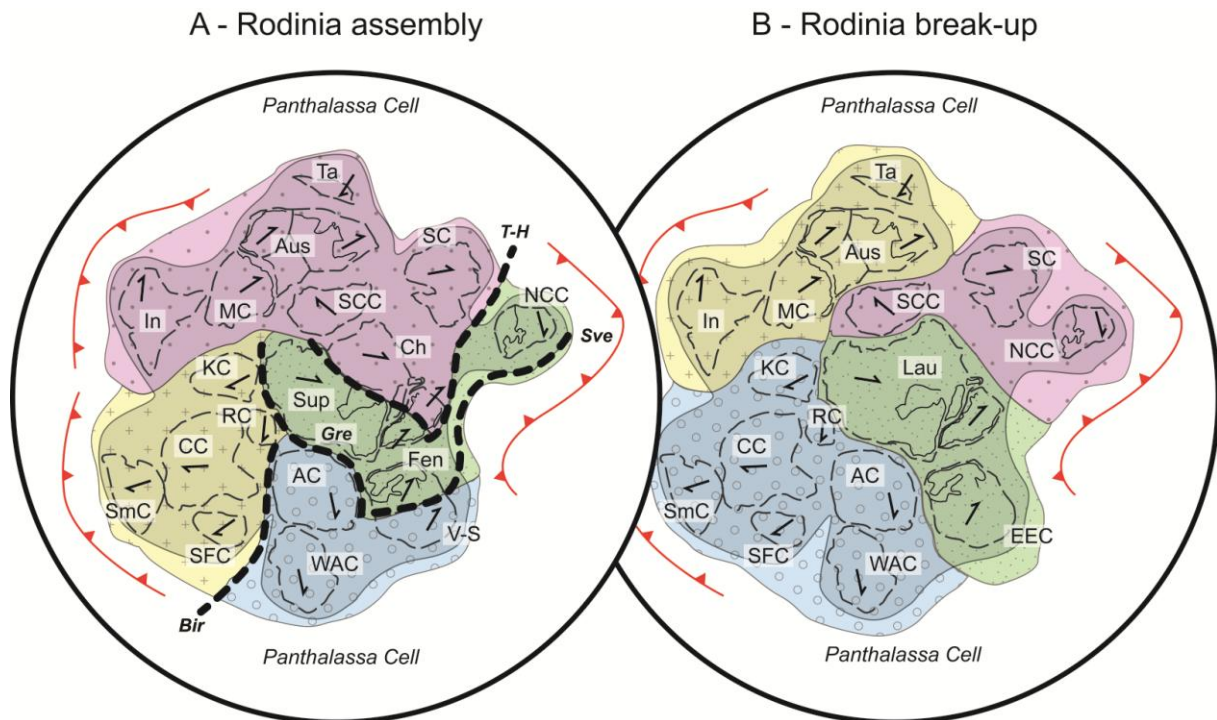 A - Rodinia assembly
Panthalassa Cell
Ta
Aus
SC
T-H
In
MC
SCC
NCC
Sve
Ch
KC
Sup
RC
Gre
CC
Fen
AC
SmC
V-S
SFC
WAC
Bir
Panthalassa Cell
B - Rodinia break-up
Panthalassa Cell
Ta
Aus
SC
SCC
In
MC
NCC
KC
Lau
RC
CC
AC
SmC
SFC
WAC
EEC
Panthalassa Cell